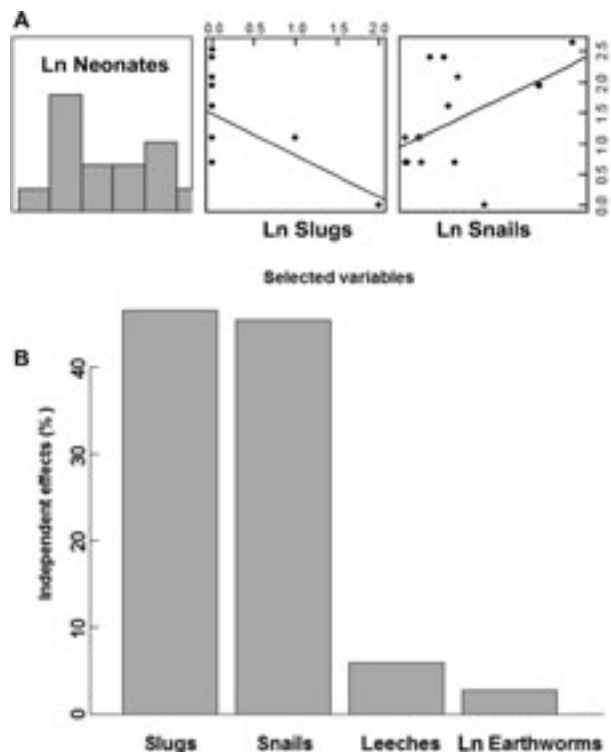 A
Ln Neonates
0.0 0.5 1.0 1.5 2.0
0.0 0.5 1.0 1.5 2.0 2.5
Ln Slugs
Ln Snails
Selected variables
B
Independent effects (%)
0 10 20 30 40
Slugs Snails Leeches Ln Earthworms